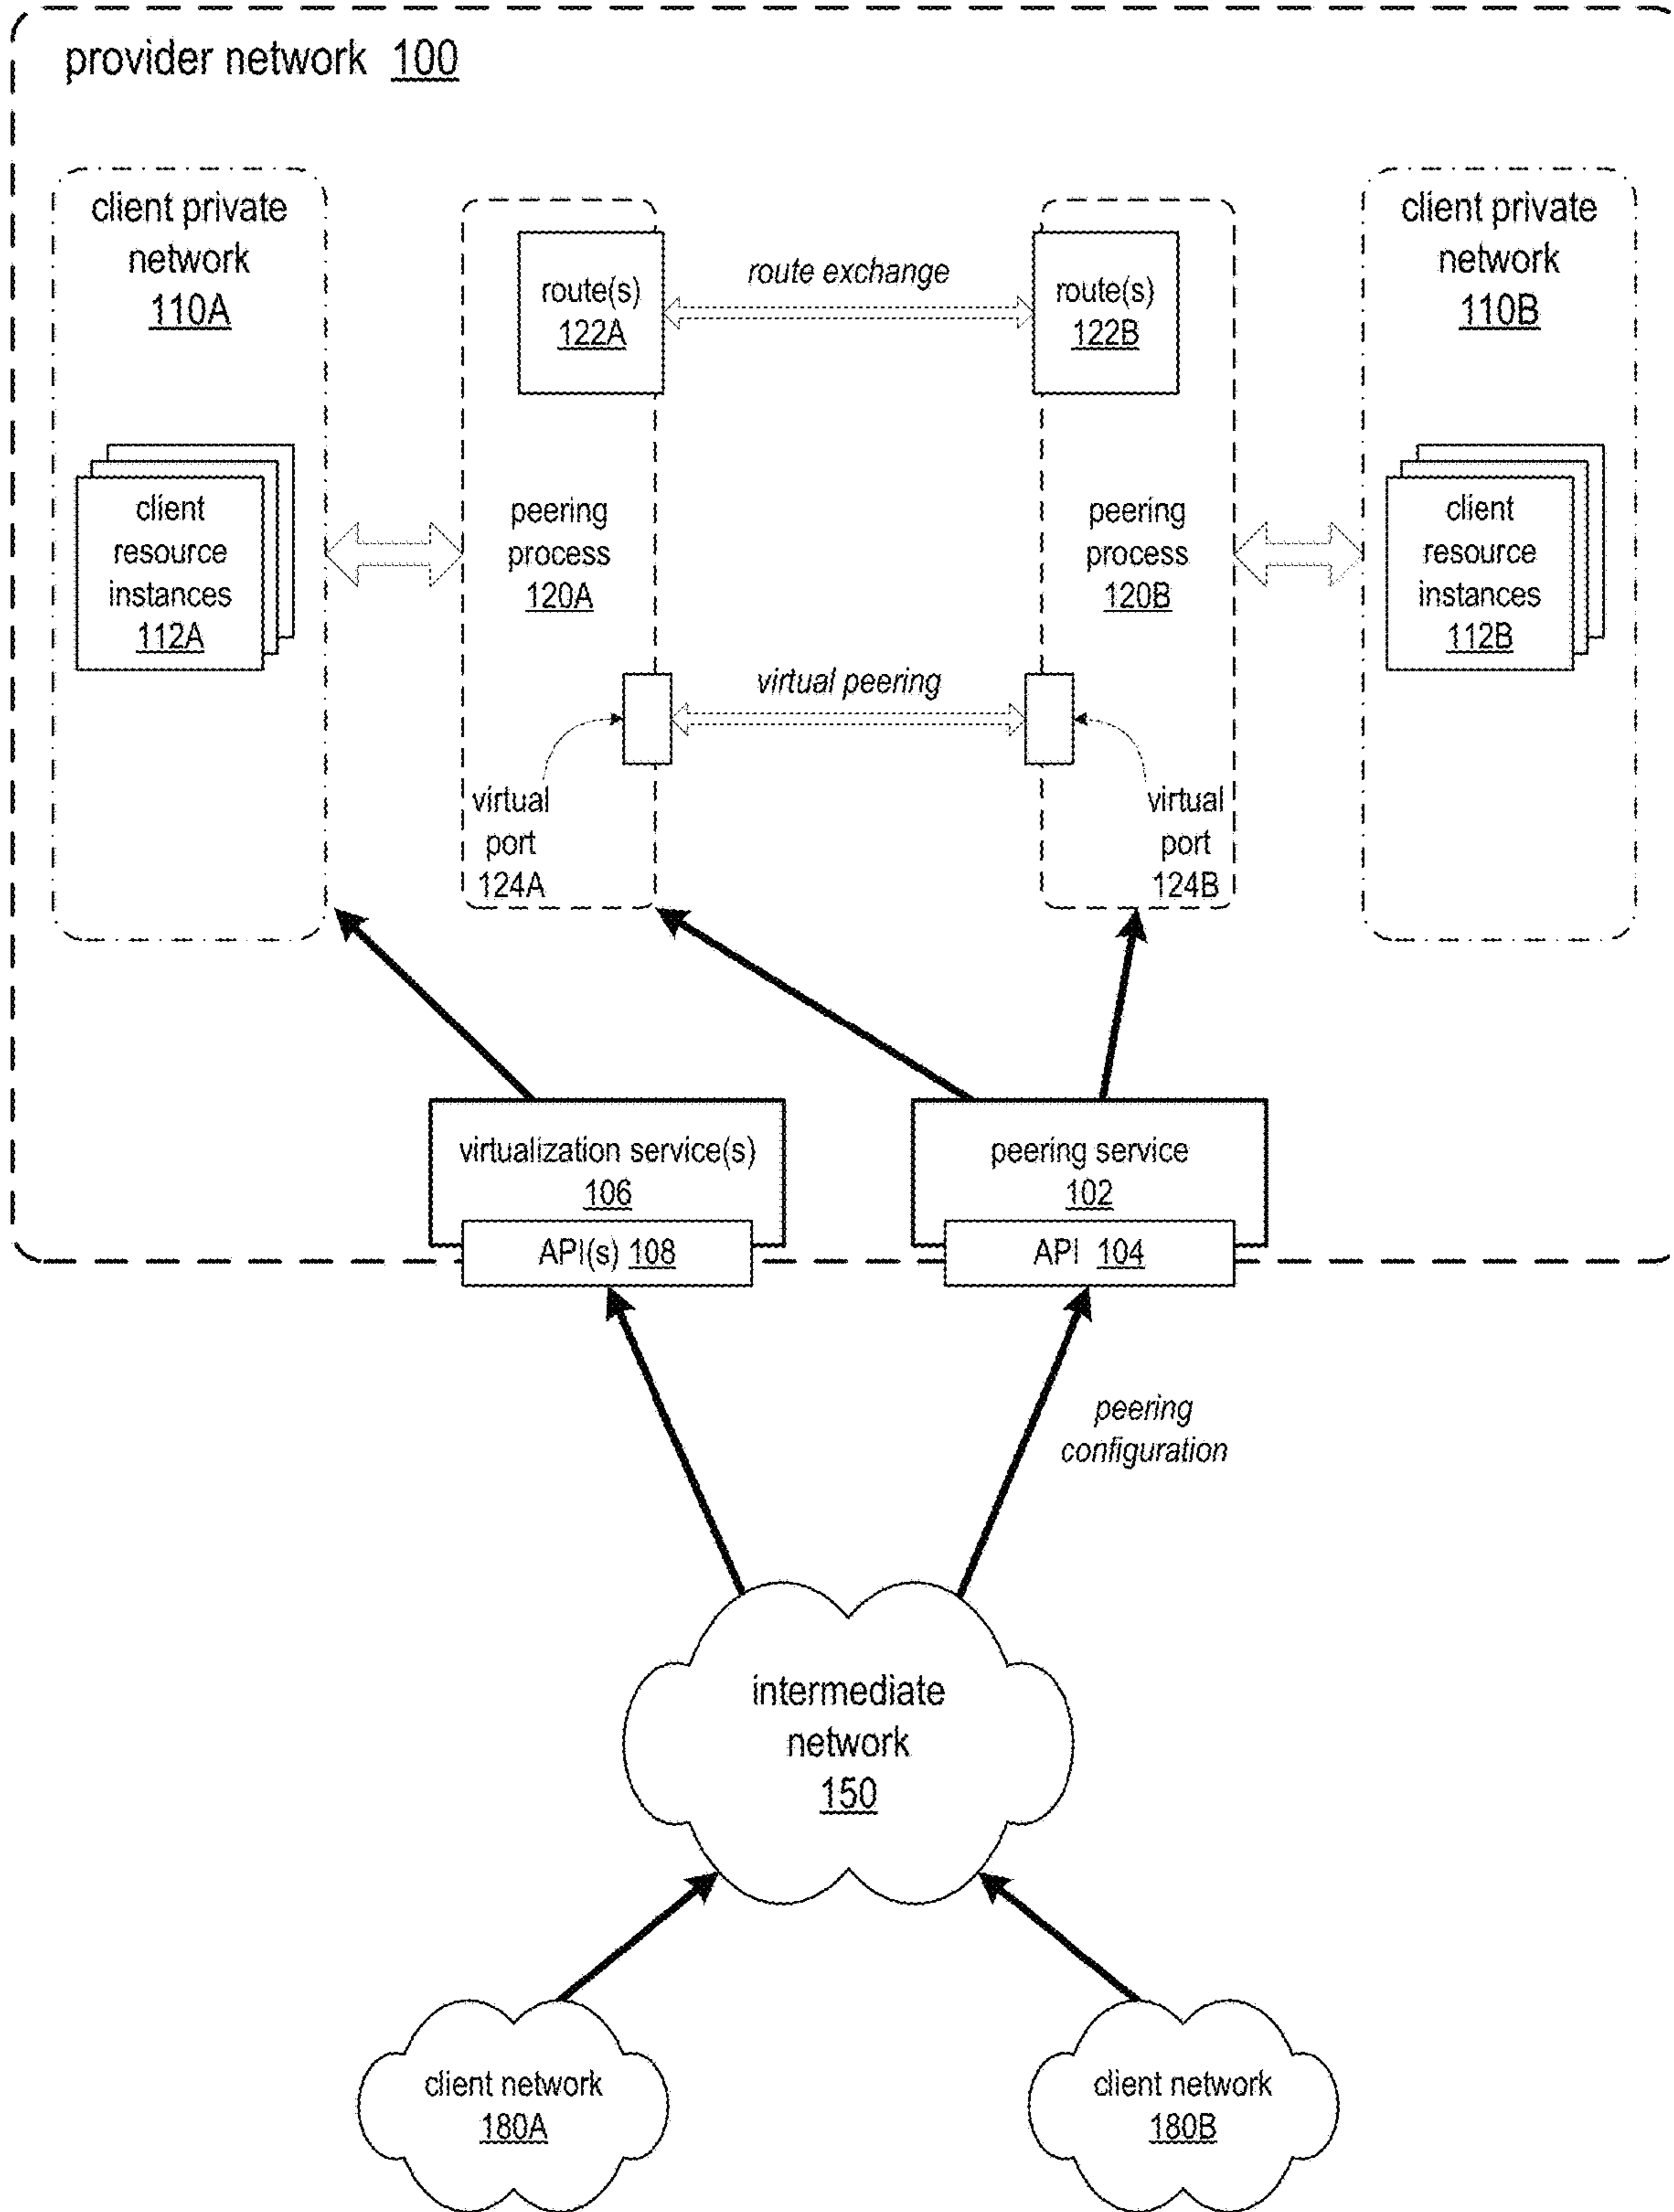 provider network 100
client private
network
110A
route(s)
122A
route exchange
route(s)
122B
client private
network
110B
client
resource
instances
112A
peering
process
120A
peering
process
120B
client
resource
instances
112B
virtual peering
virtual
port
124A
virtual
port
124B
virtualization service(s)
106
API(s) 108
peering service
102
API 104
peering
configuration
intermediate
network
150
client network
180A
client network
180B